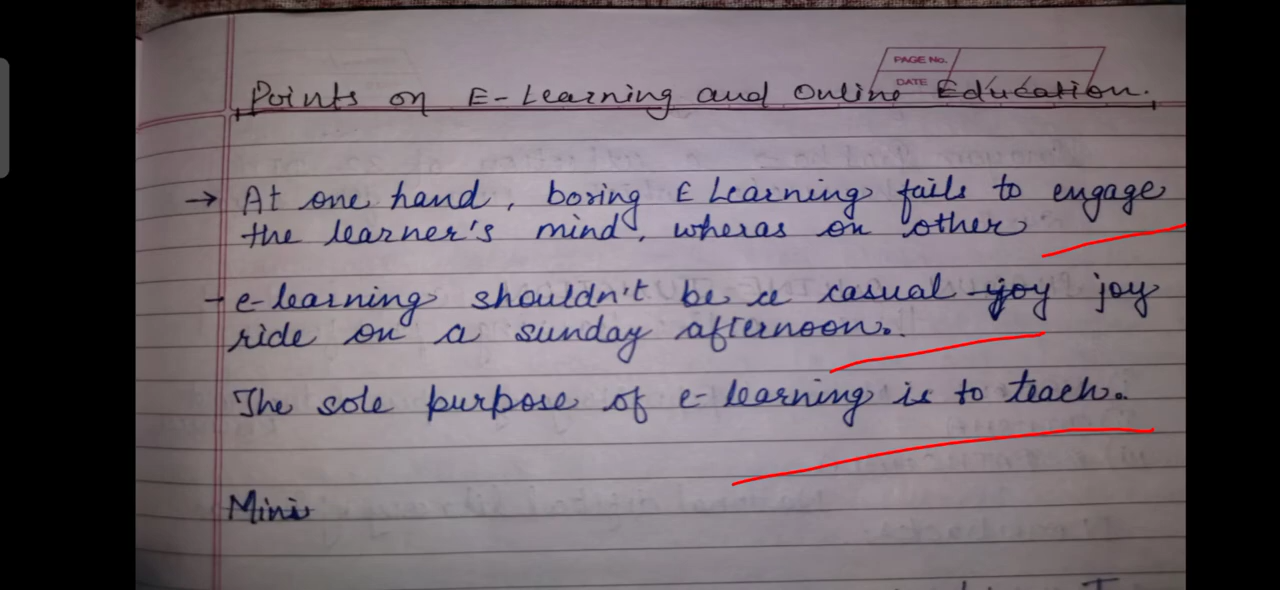 PAGE No.
DATE
Points on E-Learning and Online Education.
→ At one hand, boring E Learning fails to engage
the learner's mind, wheras on other
- e-learning shouldn't be a casual joy joy
ride on a sunday afternoon.
The sole purpose of e-learning is to teach.
Mini